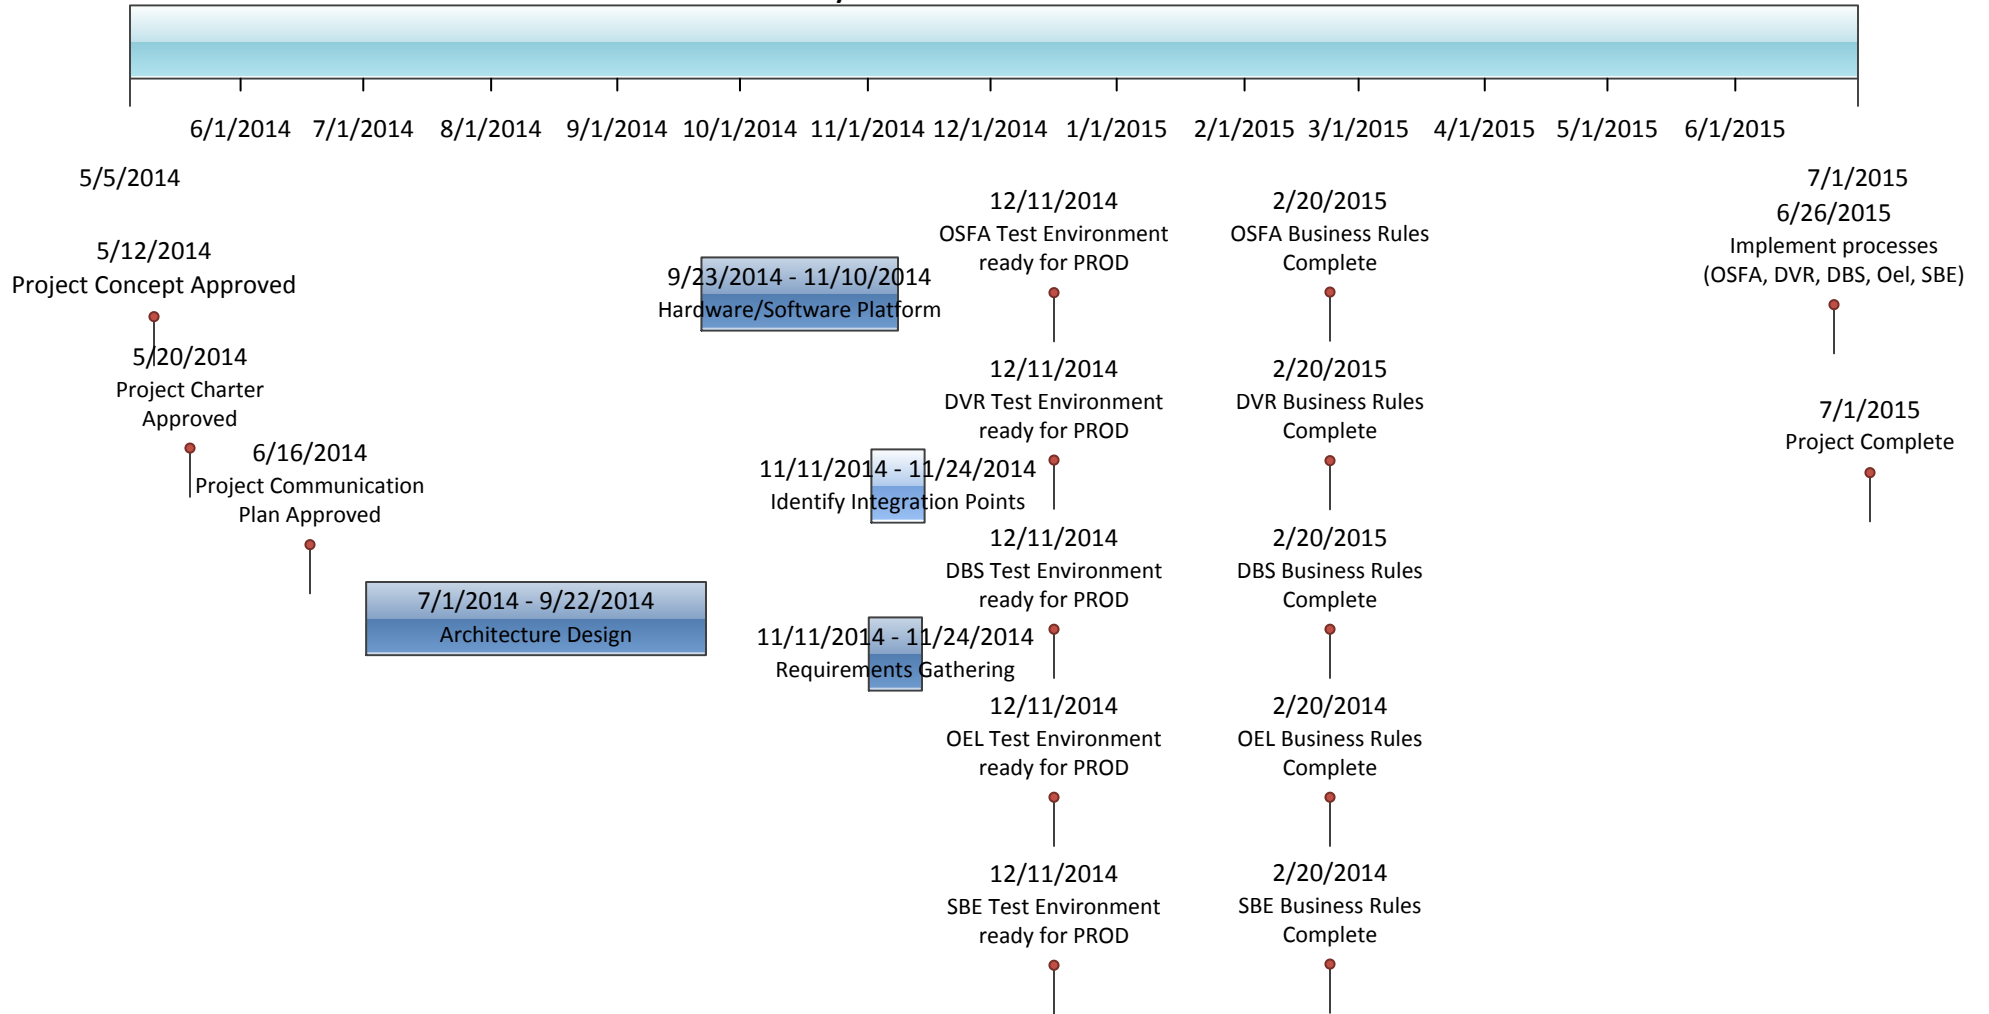 6/1/2014 7/1/2014 8/1/2014 9/1/2014 10/1/2014 11/1/2014 12/1/2014 1/1/2015 2/1/2015 3/1/2015 4/1/2015 5/1/2015 6/1/2015
5/5/2014
7/1/2015
5/12/2014
Project Concept Approved
5/20/2014
Project Charter
Approved
6/16/2014
Project Communication
Plan Approved
7/1/2014 - 9/22/2014
Architecture Design
9/23/2014 - 11/10/2014
Hardware/Software Platform
11/11/2014 - 11/24/2014
Identify Integration Points
11/11/2014 - 11/24/2014
Requirements Gathering
12/11/2014
OSFA Test Environment
ready for PROD
12/11/2014
DVR Test Environment
ready for PROD
12/11/2014
DBS Test Environment
ready for PROD
12/11/2014
OEL Test Environment
ready for PROD
12/11/2014
SBE Test Environment
ready for PROD
2/20/2015
OSFA Business Rules
Complete
2/20/2015
DVR Business Rules
Complete
2/20/2015
DBS Business Rules
Complete
2/20/2014
OEL Business Rules
Complete
2/20/2014
SBE Business Rules
Complete
6/26/2015
Implement processes
(OSFA, DVR, DBS, Oel, SBE)
7/1/2015
Project Complete